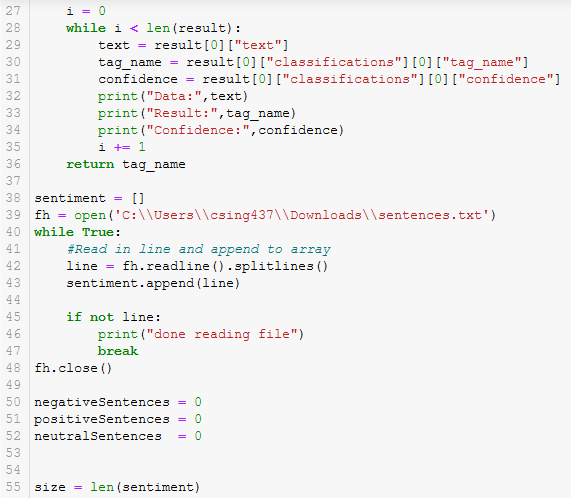 27 i = 0
28 while i < len(result):
29 text = result[0]["text"]
30 tag_name = result[0]["classifications"][0]["tag_name"]
31 confidence = result[0]["classifications"][0]["confidence"]
32 print("Data:",text)
33 print("Result:",tag_name)
34 print("Confidence:",confidence)
35 i += 1
36 return tag_name
37
38 sentiment = []
39 fh = open('C:\\Users\\csing437\\Downloads\\sentences.txt')
40 while True:
41 #Read in line and append to array
42 line = fh.readline().splitlines()
43 sentiment.append(line)
44
45 if not line:
46 print("done reading file")
47 break
48 fh.close()
49
50 negativeSentences = 0
51 positiveSentences = 0
52 neutralSentences  = 0
53
54
55 size = len(sentiment)